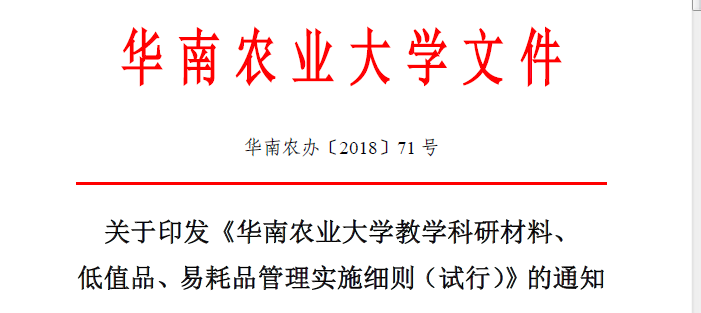 华南农业大学文件
华南农办〔2018〕71 号
关于印发《华南农业大学教学科研材料、
低值品、易耗品管理实施细则（试行）》的通知